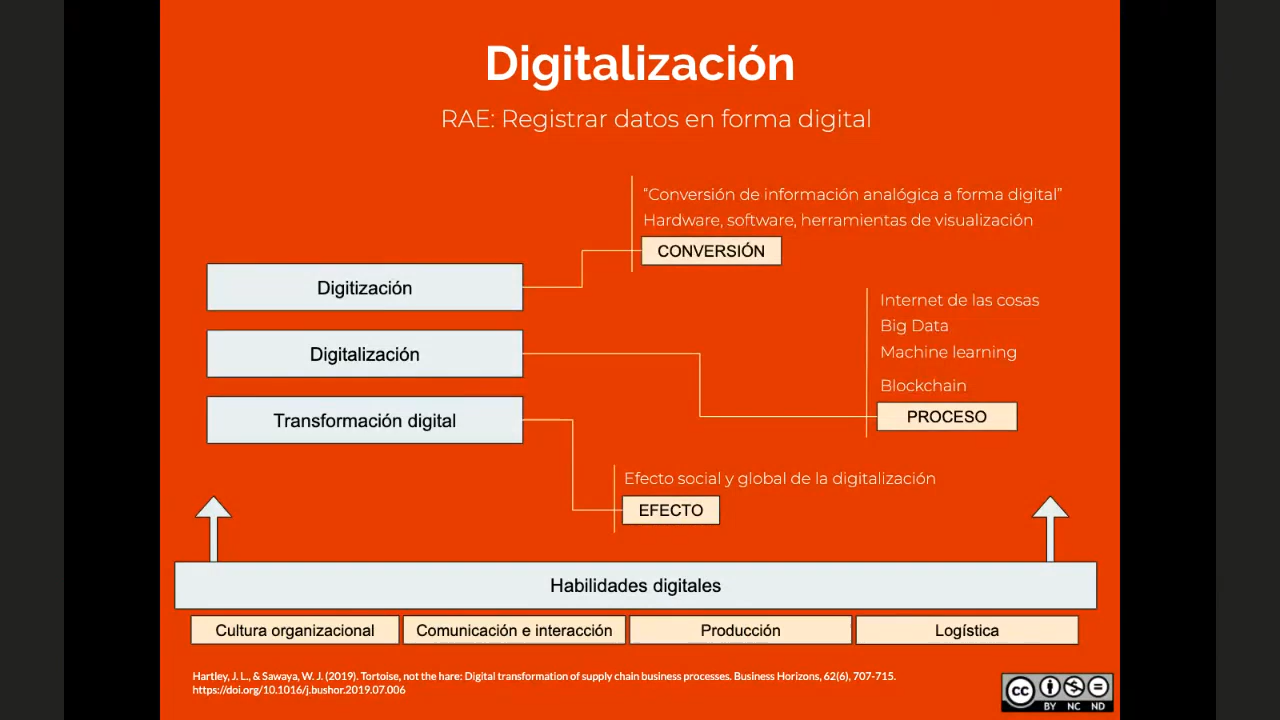 Digitalización
RAE: Registrar datos en forma digital
“Conversión de información analógica a forma digital”
Hardware, software, herramientas de visualización
CONVERSIÓN
Digitización
Internet de las cosas
Big Data
Machine learning
Blockchain
PROCESO
Digitalización
Transformación digital
Efecto social y global de la digitalización
EFECTO
Habilidades digitales
Cultura organizacional
Comunicación e interacción
Producción
Logística
Hartley, J. L., & Sawaya, W. J. (2019). Tortoise, not the hare: Digital transformation of supply chain business processes. Business Horizons, 62(6), 707-715.
https://doi.org/10.1016/j.bushor.2019.07.006
cc
BY NC ND